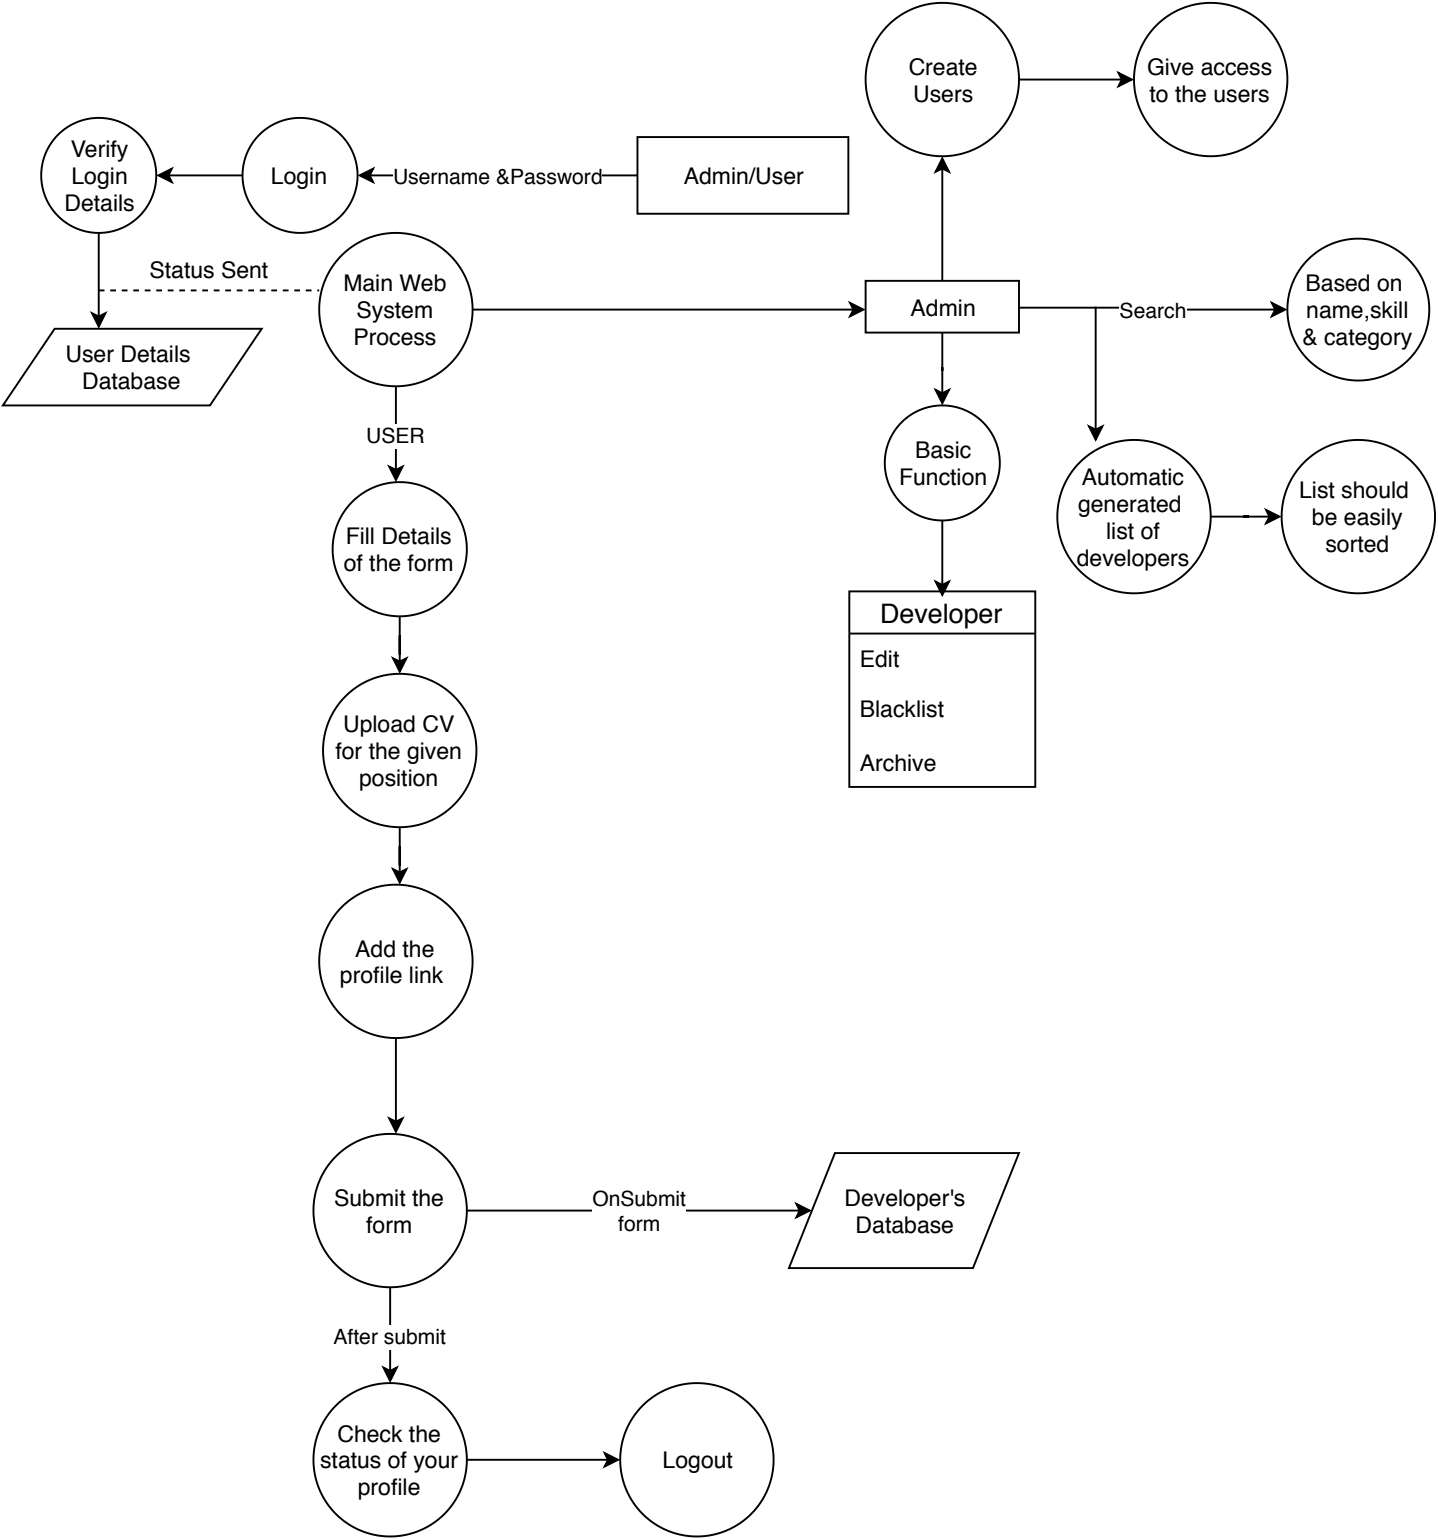 Create
Users
Give access
to the users
Verify
Login
Details
Login
Username &Password
Admin/User
Status Sent
Main Web
System
Process
Admin
Search
Based on
name,skill
& category
User Details
Database
USER
Basic
Function
Automatic
generated
list of
developers
List should
be easily
sorted
Fill Details
of the form
Developer
Edit
Blacklist
Archive
Upload CV
for the given
position
Add the
profile link
Submit the
form
OnSubmit
form
Developer's
Database
After submit
Check the
status of your
profile
Logout